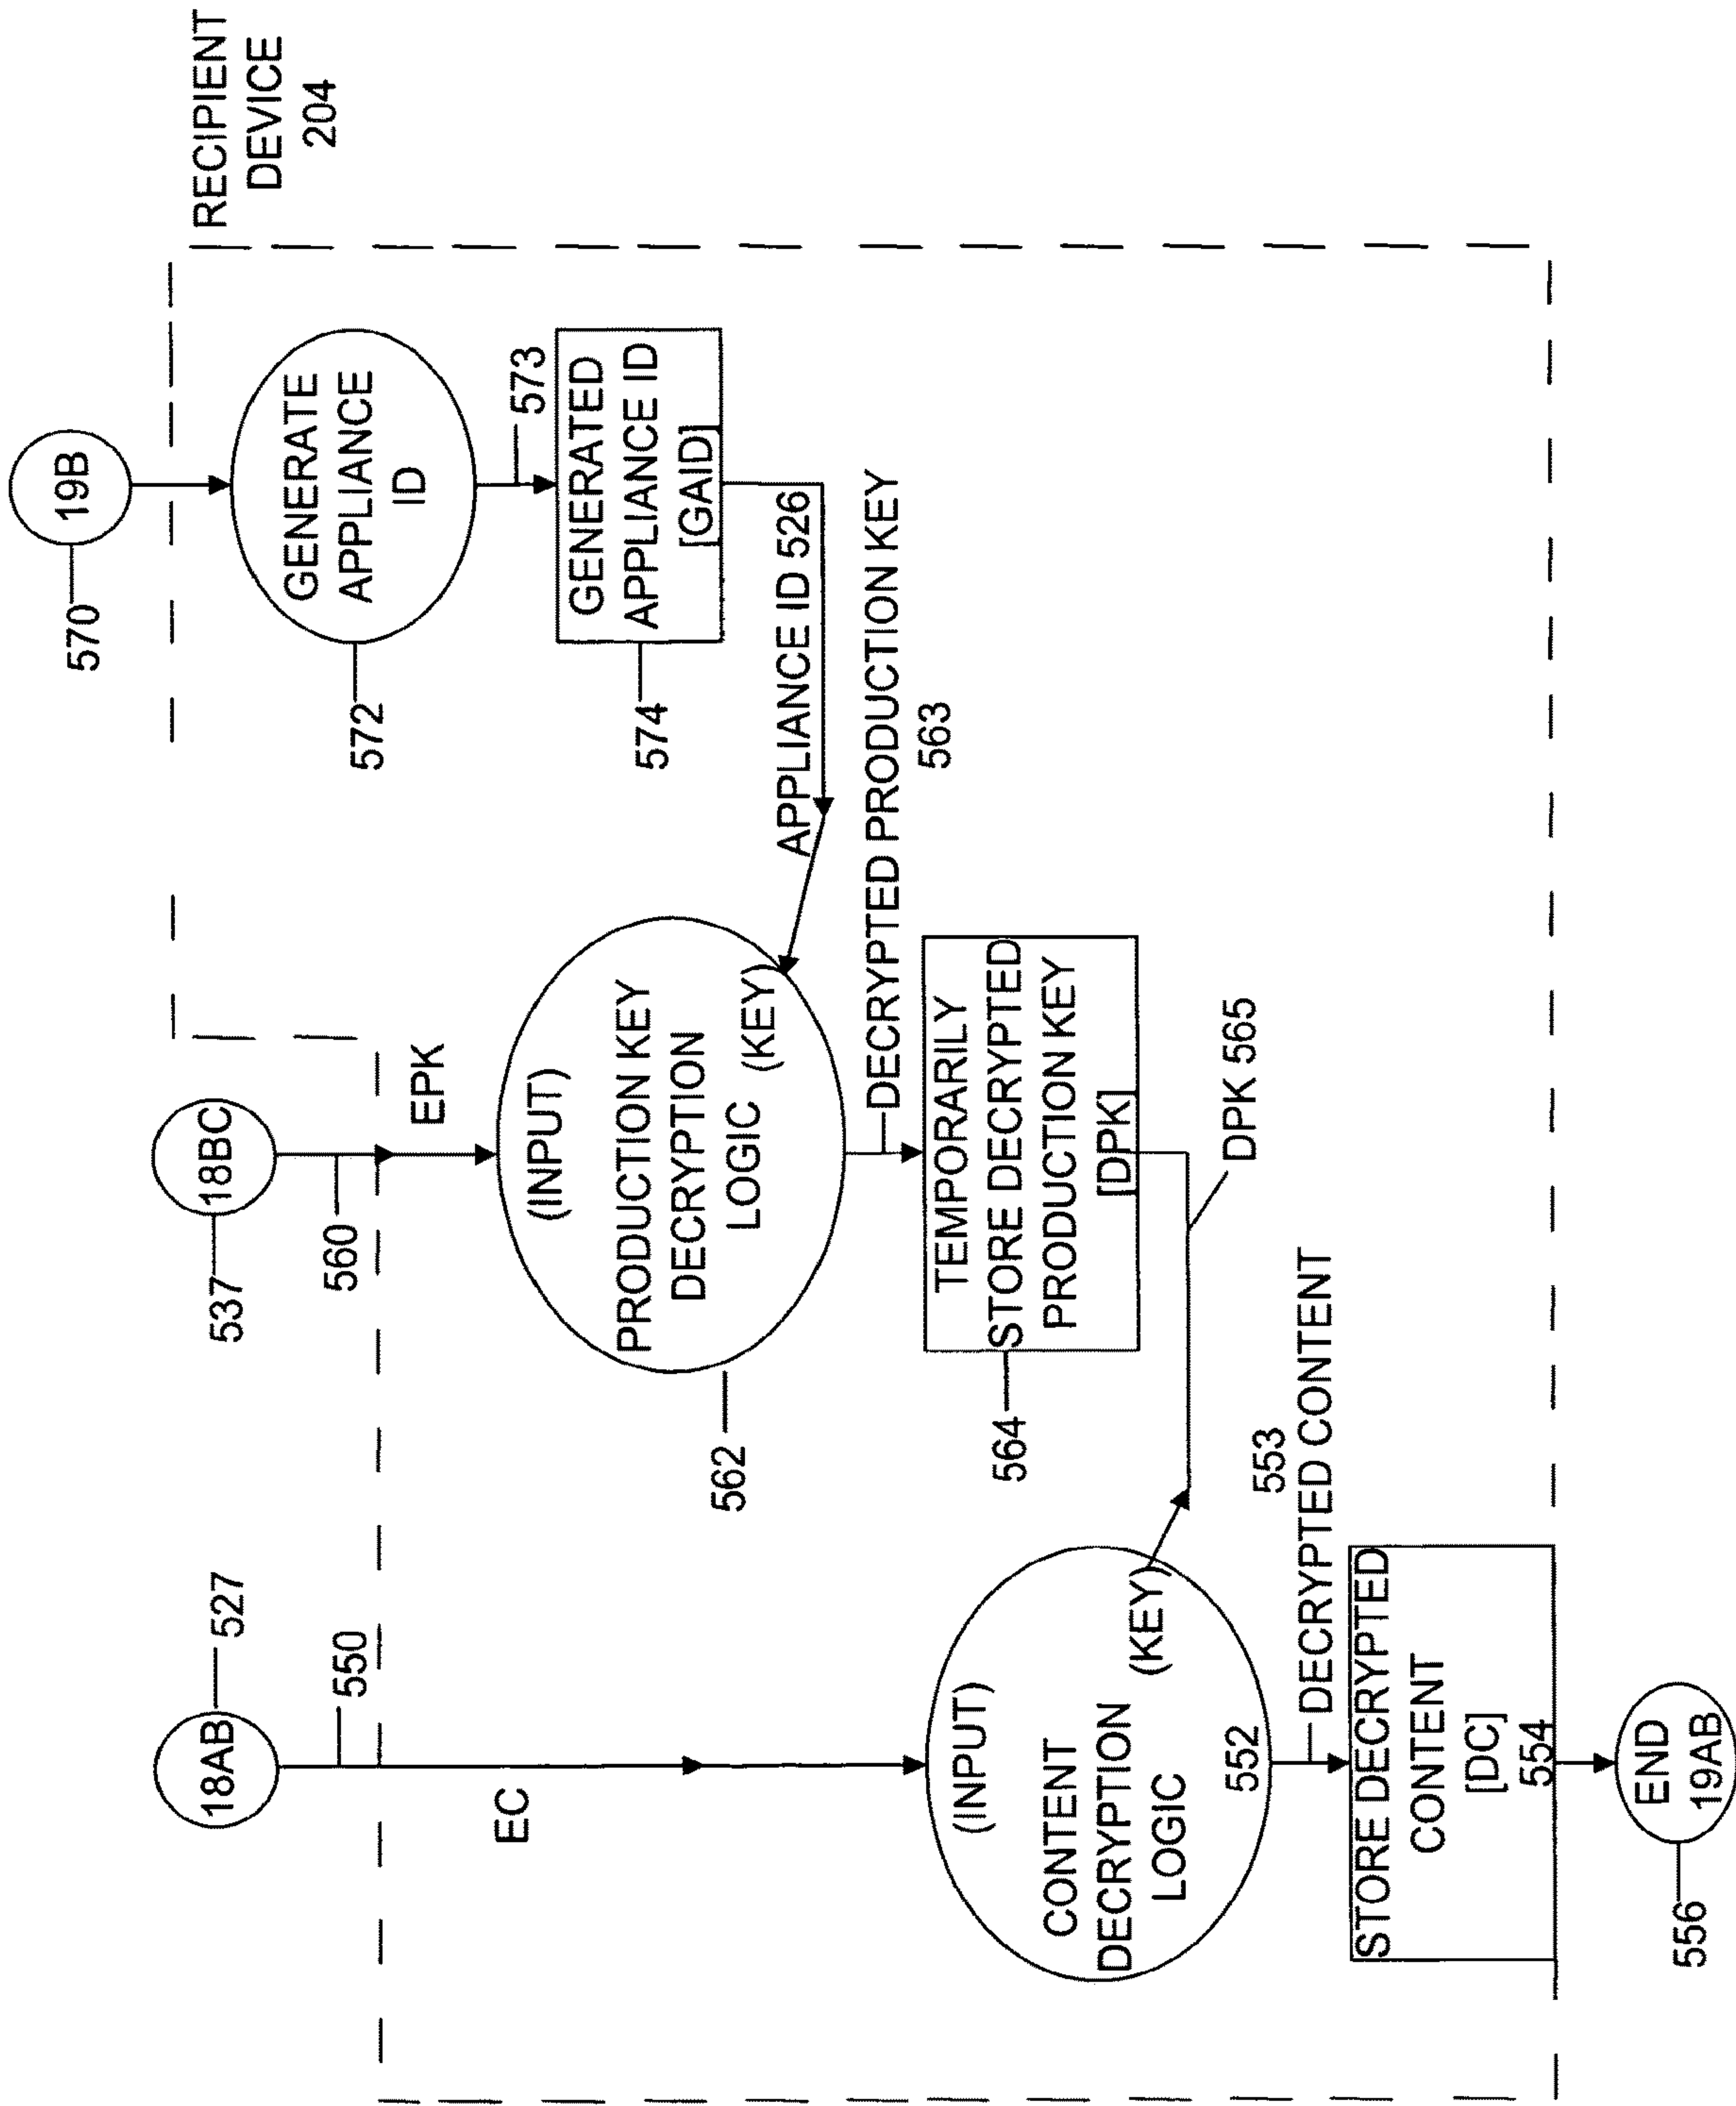 RECIPIENT
DEVICE
204
18AB
527
550
EC
(INPUT)
CONTENT
DECRYPTION
LOGIC
(KEY)
552
553
DECRYPTED CONTENT
STORE DECRYPTED
CONTENT
[DC]
554
END
19AB
556
18BC
537
560
EPK
(INPUT)
PRODUCTION KEY
DECRYPTION
LOGIC
(KEY)
562
DECRYPTED PRODUCTION KEY
563
TEMPORARILY
STORE DECRYPTED
PRODUCTION KEY
[DPK]
564
DPK 565
19B
570
GENERATE
APPLIANCE
ID
572
573
GENERATED
APPLIANCE ID
[GAID]
574
APPLIANCE ID 526